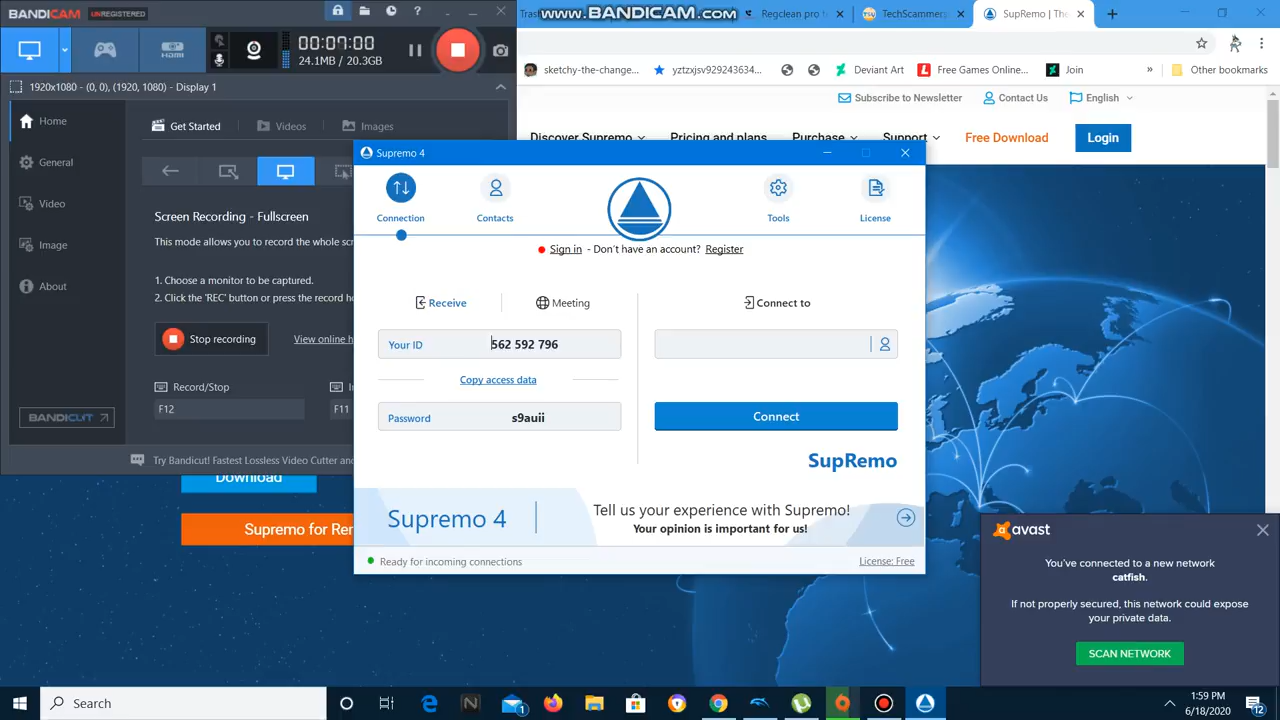 BANDICAM UNREGISTERED
00:07:00
24.1MB / 20.3GB
1920x1080 - (0, 0), (1920, 1080) - Display 1
Home
General
Video
Image
About
BANDICUT
Get Started
Videos
Images
Screen Recording - Fullscreen
This mode allows you to record the whole scr
1. Choose a monitor to be captured.
2. Click the 'REC' button or press the record ho
Stop recording
View online h
Record/Stop
F12
F11
Try Bandicut! Fastest Lossless Video Cutter and
www.BANDICAM.com
Tras
Regclean pro
TechScammer
SupRemo | The
sketchy-the-change...
yztzxjsv929243634...
Deviant Art
Free Games Online...
Join
»
Other bookmarks
Subscribe to Newsletter
Contact Us
English
Discover Supremo
Pricing and plans
Purchase
Support
Free Download
Login
Supremo 4
Connection
Contacts
Tools
License
Sign in - Don't have an account? Register
Receive
Meeting
Connect to
Your ID 562 592 796
Copy access data
Password s9auii
Connect
SupRemo
Supremo 4
Tell us your experience with Supremo!
Your opinion is important for us!
Ready for incoming connections
License: Free
Download
Supremo for Rem
avast
You've connected to a new network
catfish.
If not properly secured, this network could expose
your private data.
SCAN NETWORK
Search
1
1:59 PM
6/18/2020
12